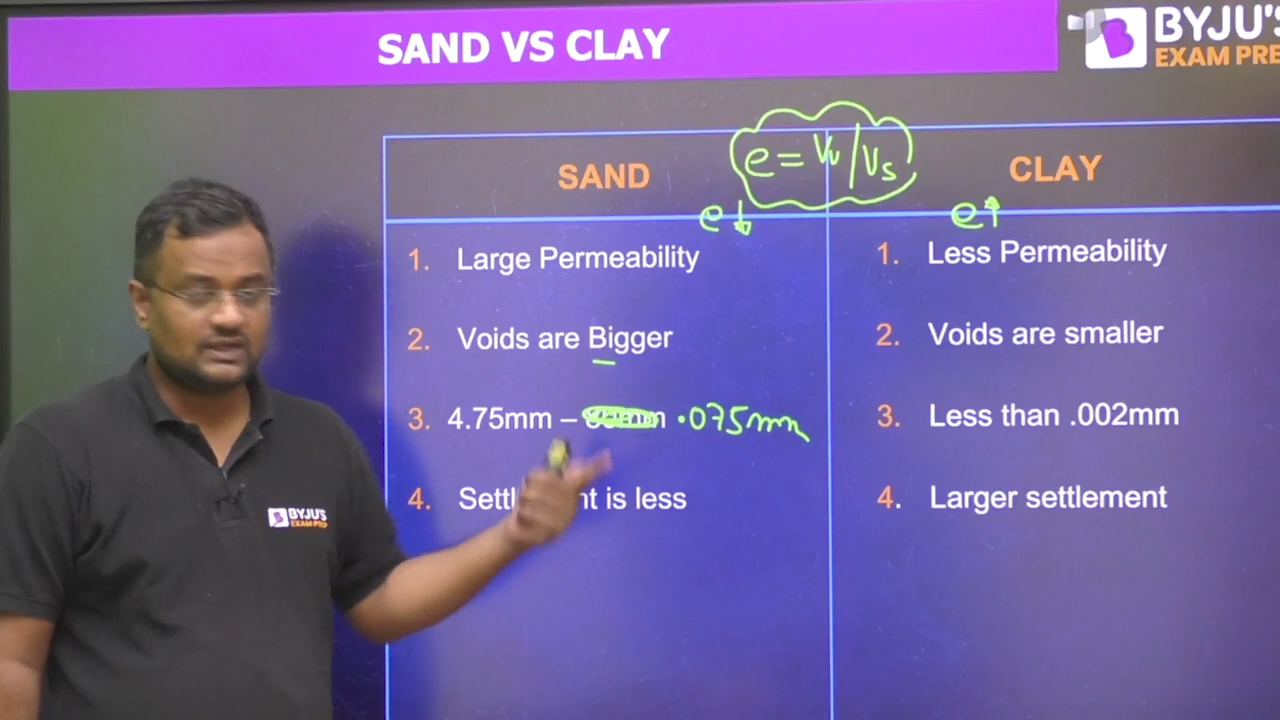 SAND VS CLAY
BYJU'S
EXAM PRE
SAND
e = Vv/Vs
CLAY
e↓
e↑
1. Large Permeability
1. Less Permeability
2. Voids are Bigger
2. Voids are smaller
3. 4.75mm – .075mm
3. Less than .002mm
4. Settl nt is less
4. Larger settlement
BYJU'S
EXAM PREP